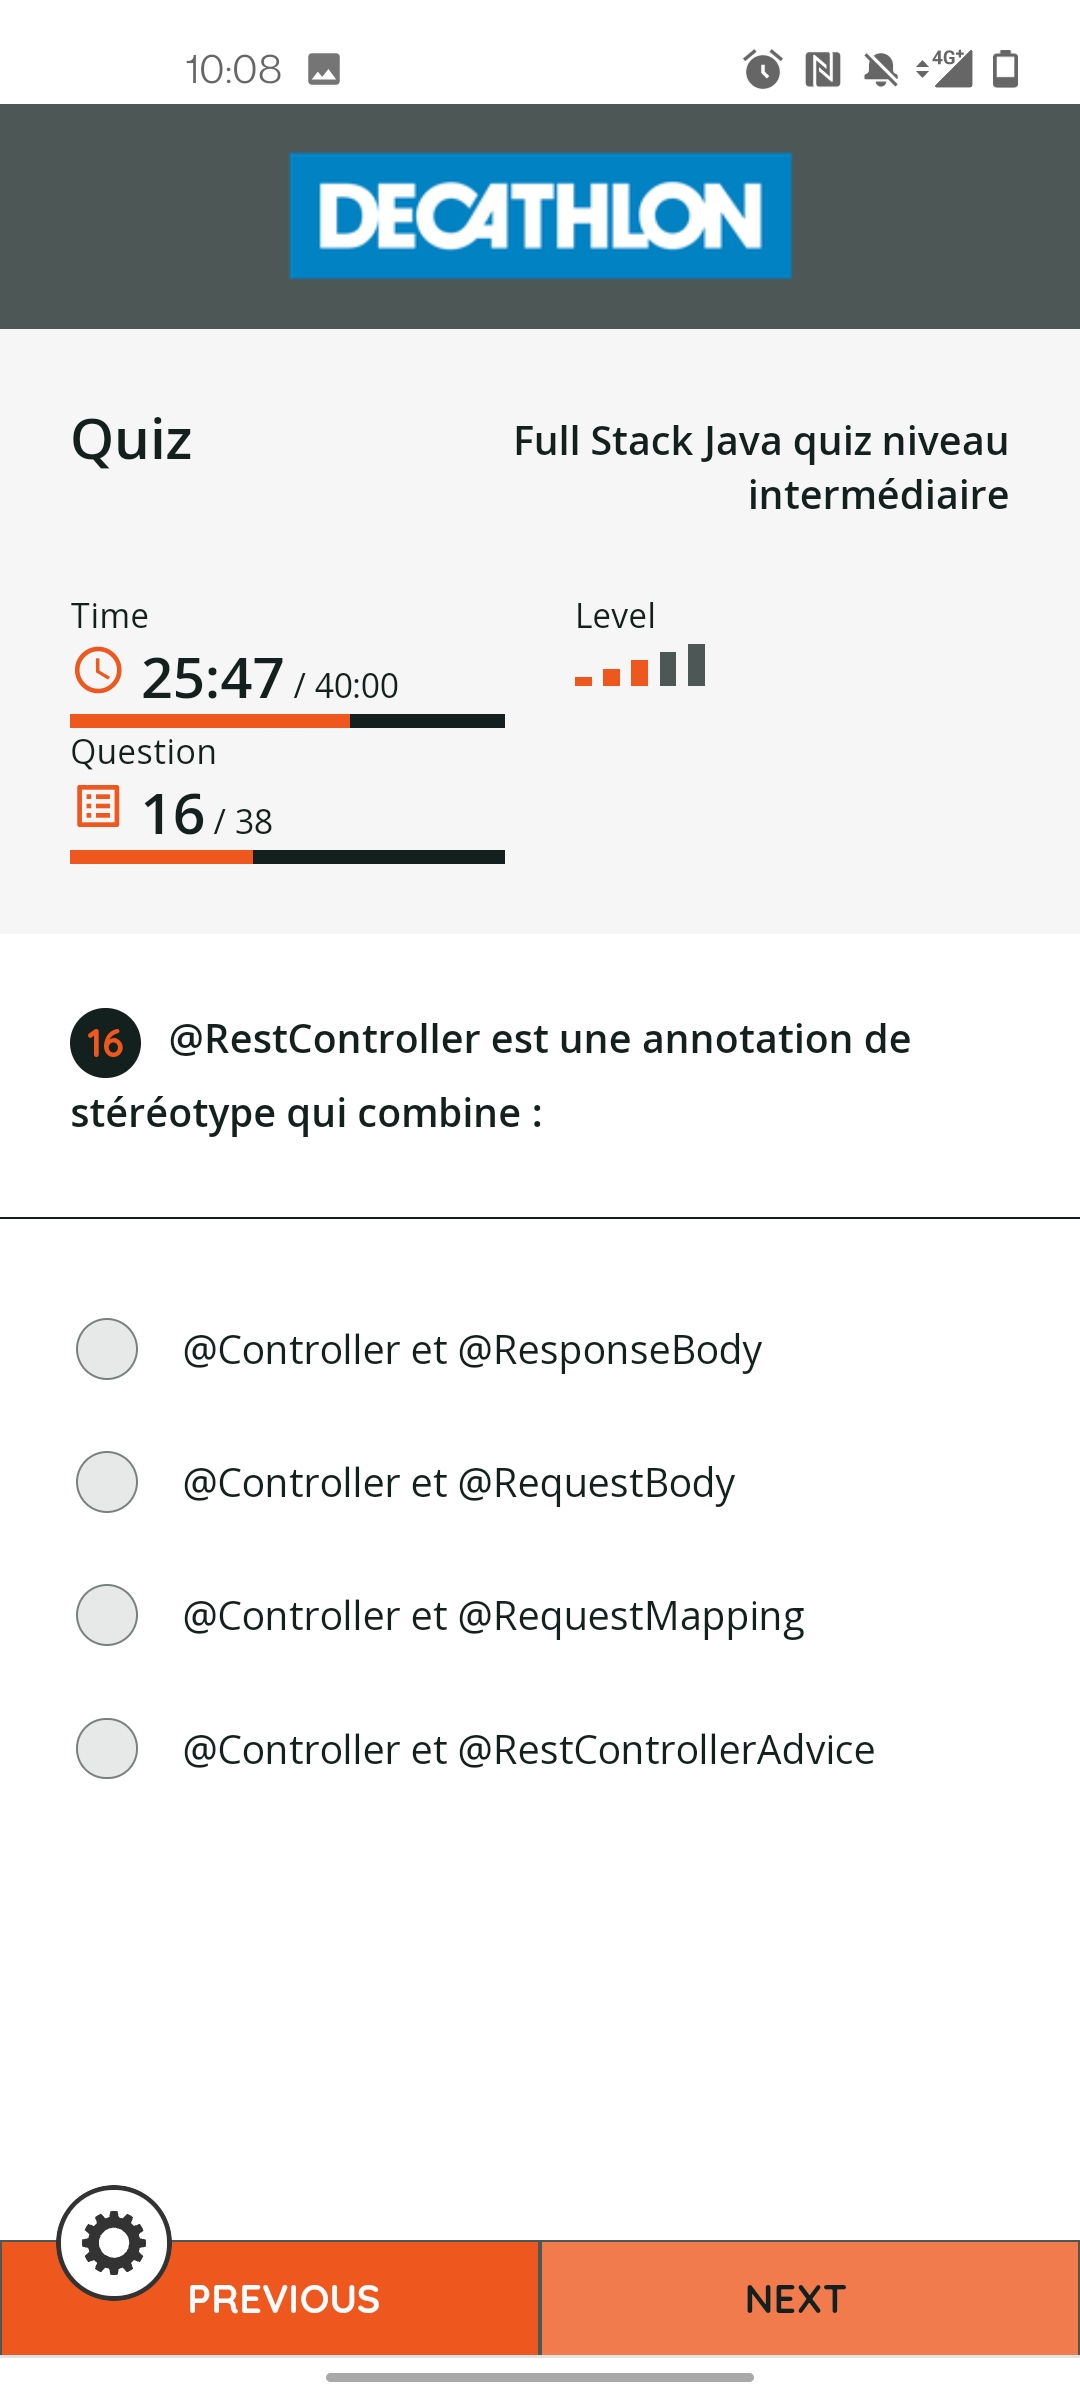 10:08
4G+
DECATHLON
Quiz
Full Stack Java quiz niveau
intermédiaire
Time
25:47 / 40:00
Level
Question
16 / 38
16 @RestController est une annotation de
stéréotype qui combine :
@Controller et @ResponseBody
@Controller et @RequestBody
@Controller et @RequestMapping
@Controller et @RestControllerAdvice
PREVIOUS
NEXT